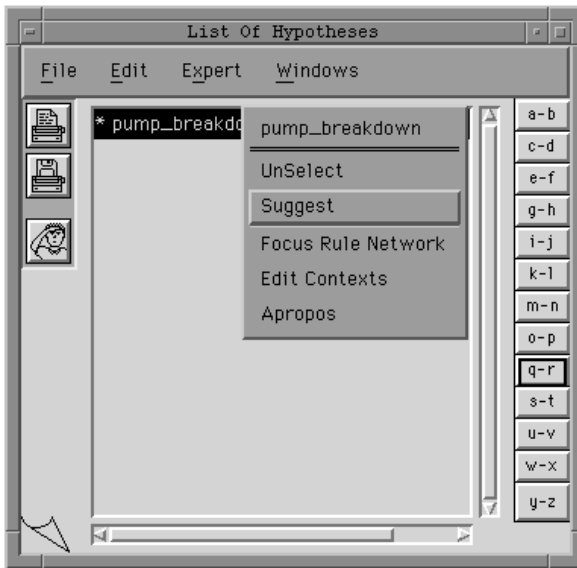 List Of Hypotheses
File Edit Expert Windows
* pump_breakdo
pump_breakdown
UnSelect
Suggest
Focus Rule Network
Edit Contexts
Apropos
a-b
c-d
e-f
g-h
i-j
k-l
m-n
o-p
q-r
s-t
u-v
w-x
y-z